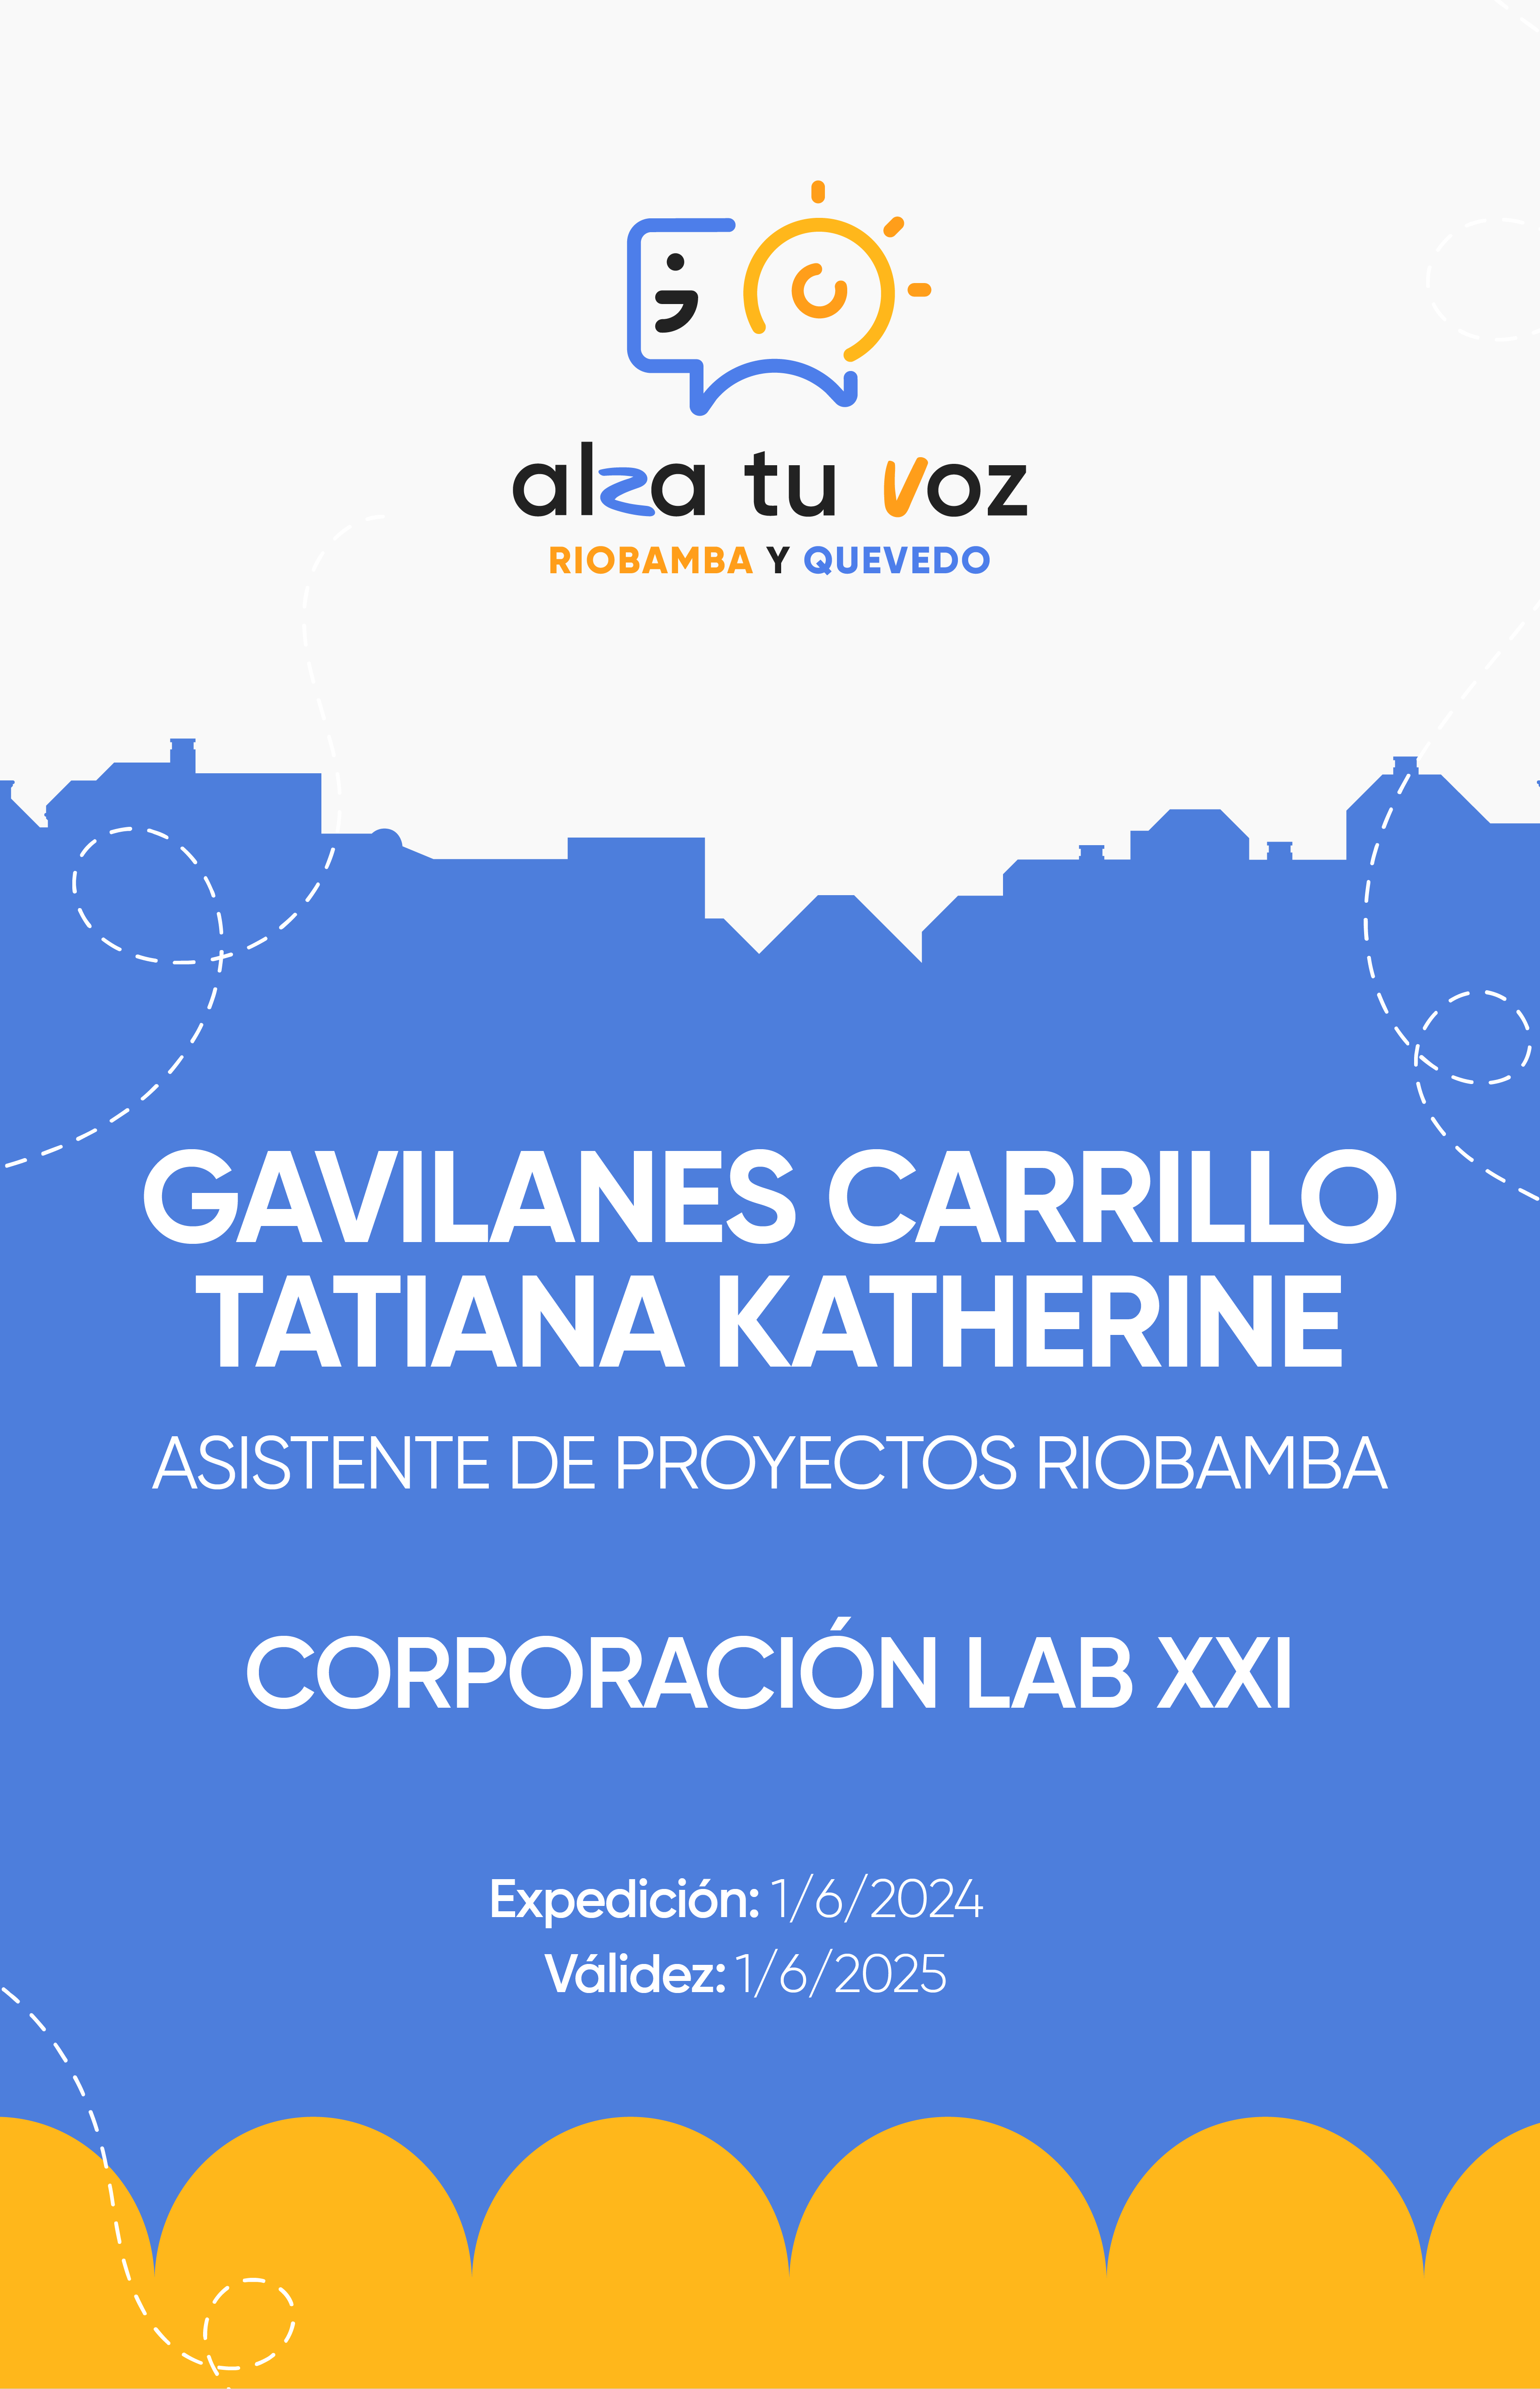 alza tu voz
RIOBAMBA Y QUEVEDO
GAVILANES CARRILLO
TATIANA KATHERINE
ASISTENTE DE PROYECTOS RIOBAMBA
CORPORACIÓN LAB XXI
Expedición: 1/6/2024
Válidez: 1/6/2025